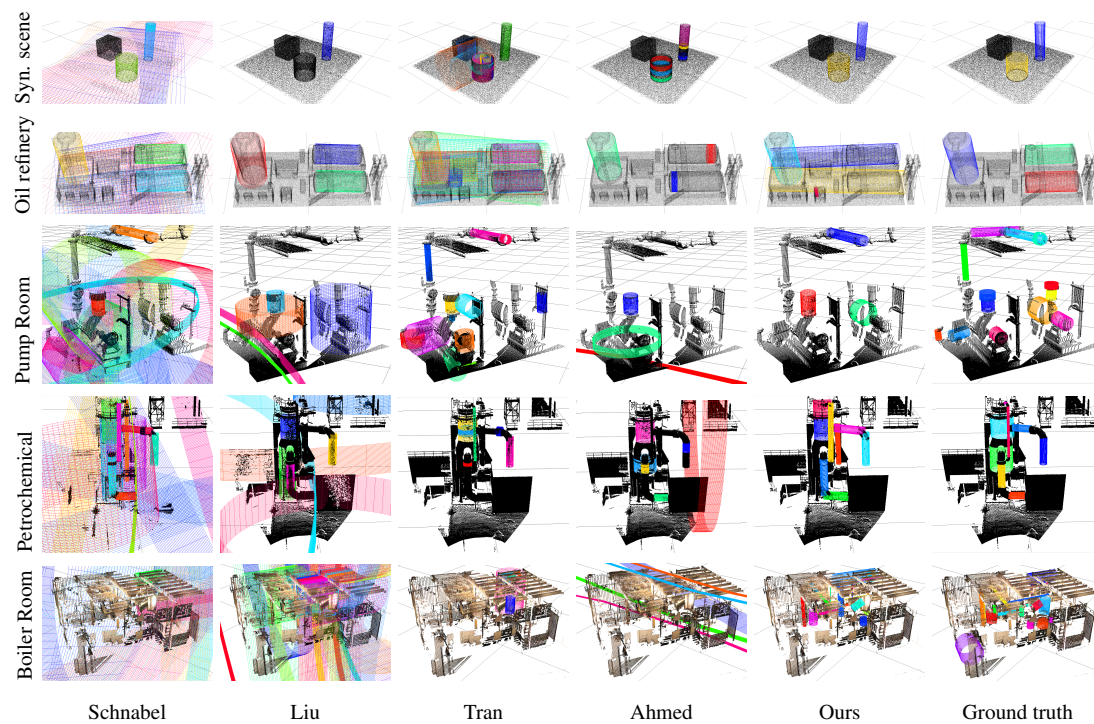 Syn. scene
Oil refinery
Pump Room
Petrochemical
Boiler Room
Schnabel
Liu
Tran
Ahmed
Ours
Ground truth